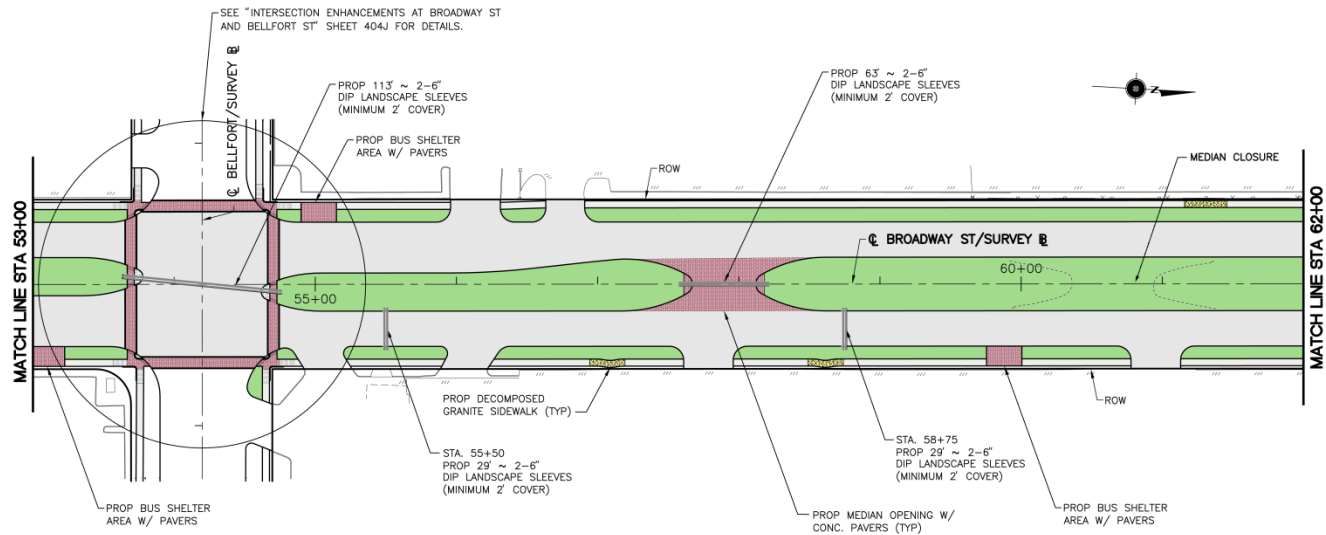 SEE "INTERSECTION ENHANCEMENTS AT BROADWAY ST
AND BELLFORT ST" SHEET 404J FOR DETAILS.
℄ BELLFORT/SURVEY ⅊
PROP 113' ~ 2-6"
DIP LANDSCAPE SLEEVES
(MINIMUM 2' COVER)
PROP BUS SHELTER
AREA W/ PAVERS
PROP 63' ~ 2-6"
DIP LANDSCAPE SLEEVES
(MINIMUM 2' COVER)
N
ROW
MEDIAN CLOSURE
MATCH LINE STA 53+00
℄ BROADWAY ST/SURVEY ⅊
55+00
60+00
MATCH LINE STA 62+00
PROP DECOMPOSED
GRANITE SIDEWALK (TYP)
ROW
STA. 55+50
PROP 29' ~ 2-6"
DIP LANDSCAPE SLEEVES
(MINIMUM 2' COVER)
STA. 58+75
PROP 29' ~ 2-6"
DIP LANDSCAPE SLEEVES
(MINIMUM 2' COVER)
PROP BUS SHELTER
AREA W/ PAVERS
PROP MEDIAN OPENING W/
CONC. PAVERS (TYP)
PROP BUS SHELTER
AREA W/ PAVERS